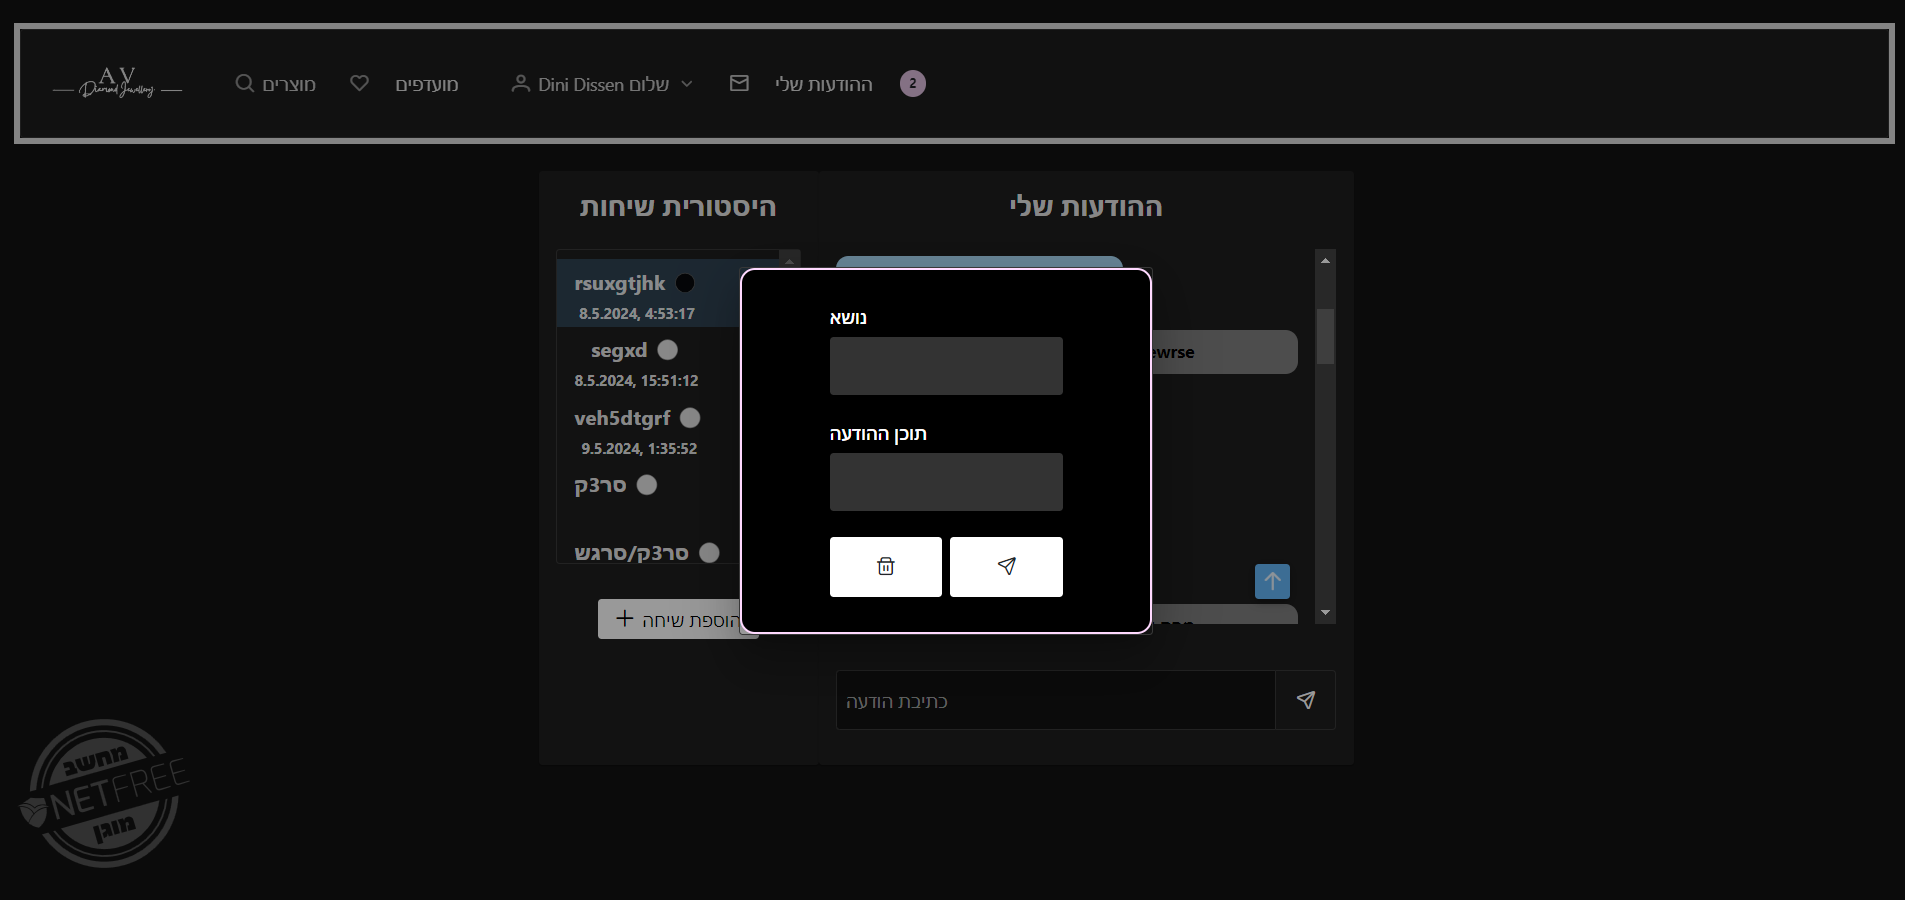 AV
Diamond Jewellery
מוצרים
מועדפים
שלום Dini Dissen
ההודעות שלי
2
היסטורית שיחות
ההודעות שלי
rsuxgtjhk
8.5.2024, 4:53:17
segxd
8.5.2024, 15:51:12
veh5dtgrf
9.5.2024, 1:35:52
סר3ק
סר3ק/סרגש
הוספת שיחה
ewrse
נושא
תוכן ההודעה
כתיבת הודעה
מחשב
NETFREE
מוגן